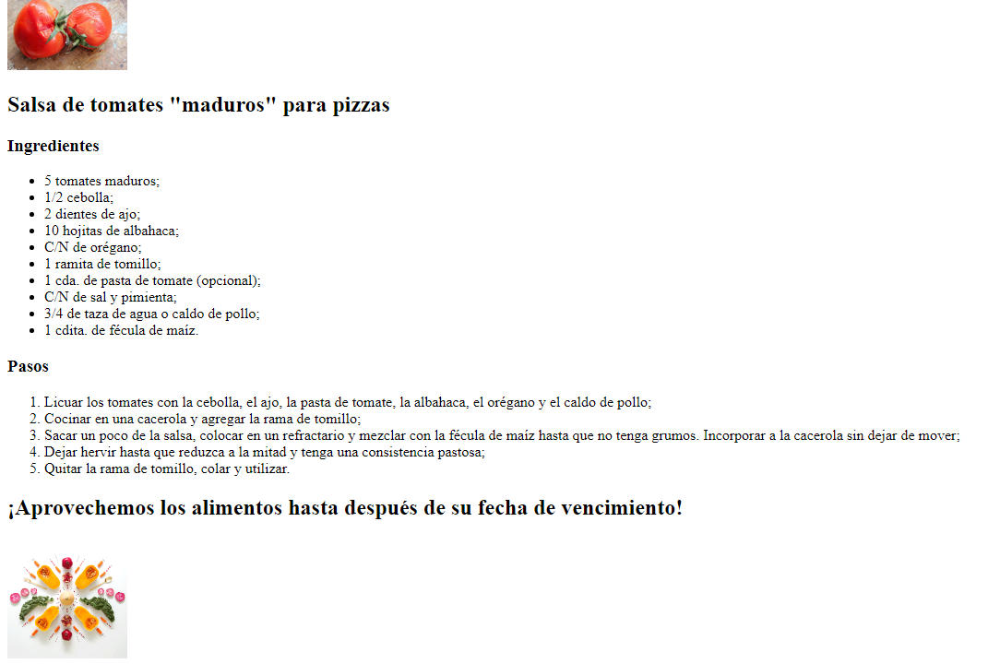 Salsa de tomates "maduros" para pizzas
Ingredientes
• 5 tomates maduros;
• 1/2 cebolla;
• 2 dientes de ajo;
• 10 hojitas de albahaca;
• C/N de orégano;
• 1 ramita de tomillo;
• 1 cda. de pasta de tomate (opcional);
• C/N de sal y pimienta;
• 3/4 de taza de agua o caldo de pollo;
• 1 cdita. de fécula de maíz.
Pasos
1. Licuar los tomates con la cebolla, el ajo, la pasta de tomate, la albahaca, el orégano y el caldo de pollo;
2. Cocinar en una cacerola y agregar la rama de tomillo;
3. Sacar un poco de la salsa, colocar en un refractario y mezclar con la fécula de maíz hasta que no tenga grumos. Incorporar a la cacerola sin dejar de mover;
4. Dejar hervir hasta que reduzca a la mitad y tenga una consistencia pastosa;
5. Quitar la rama de tomillo, colar y utilizar.
¡Aprovechemos los alimentos hasta después de su fecha de vencimiento!